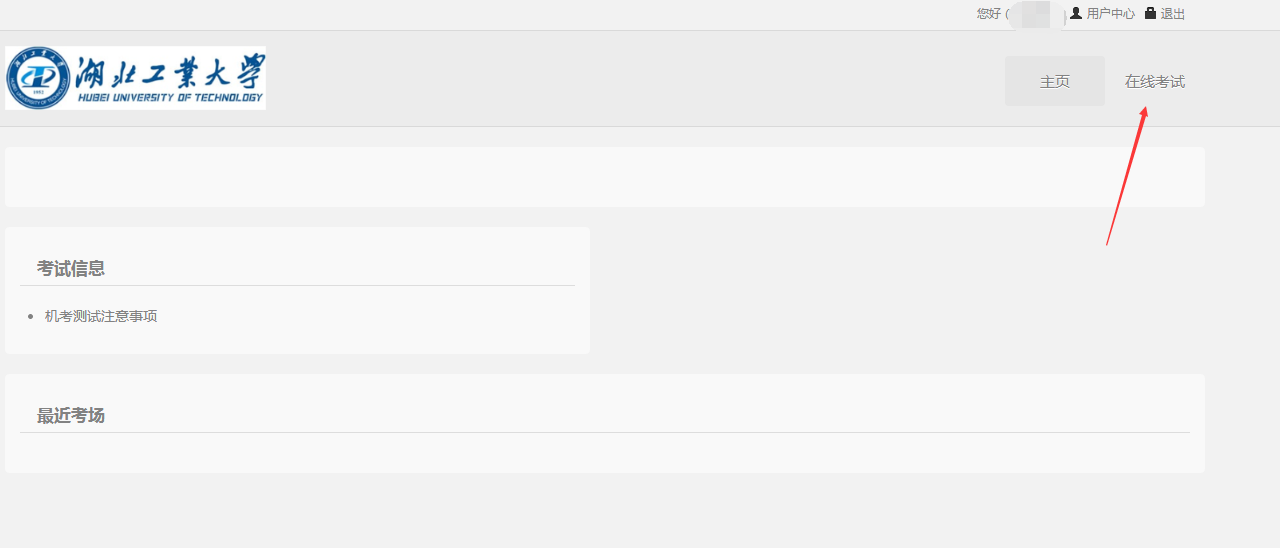 您好 ( ) 用户中心 退出
湖北工業大學
HUBEI UNIVERSITY OF TECHNOLOGY
主页 在线考试
考试信息
机考测试注意事项
最近考场